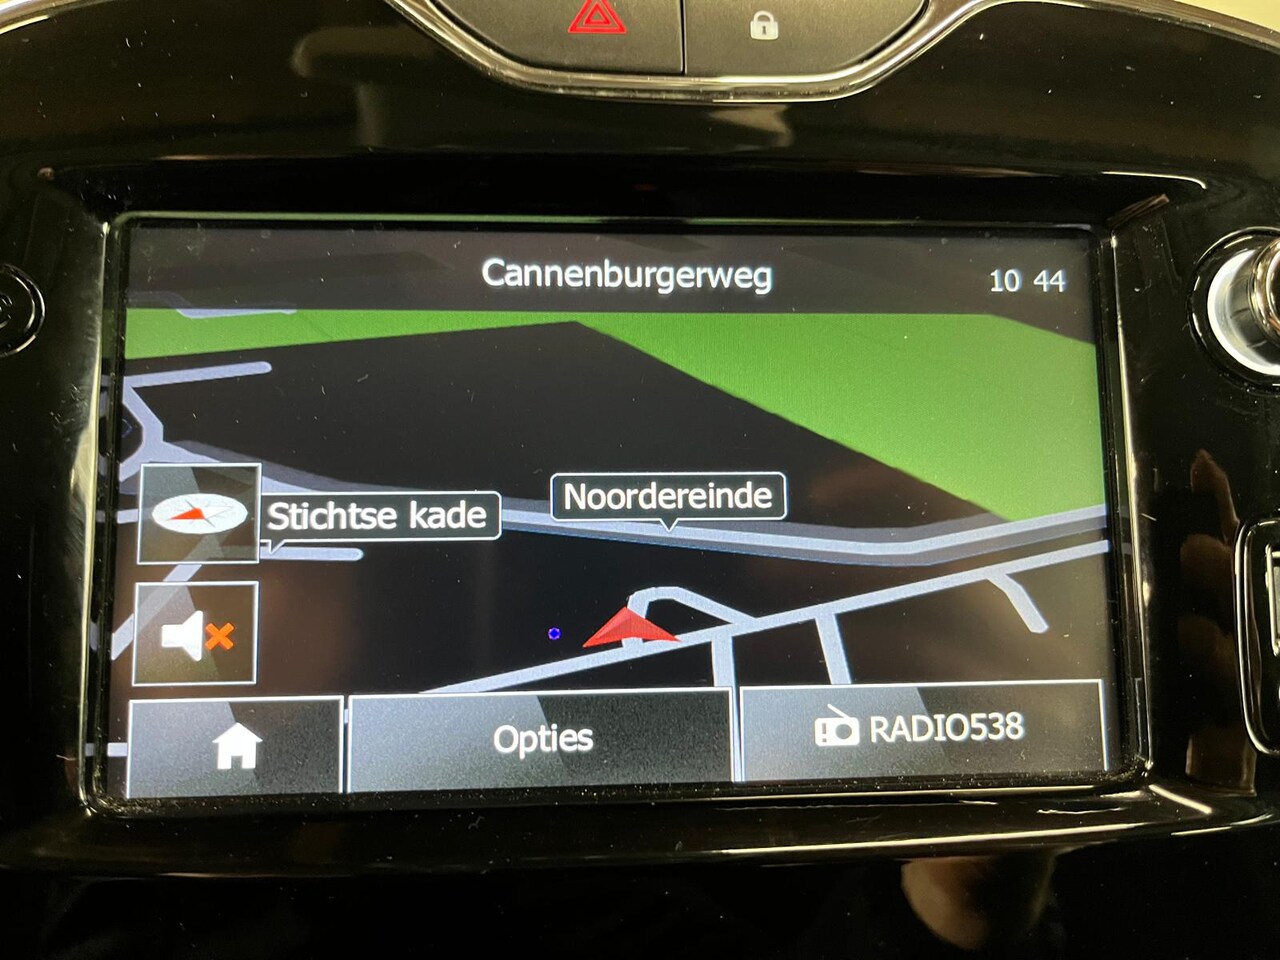 Cannenburgerweg
10 44
Noordereinde
Stichtse kade
Opties
RADIO538